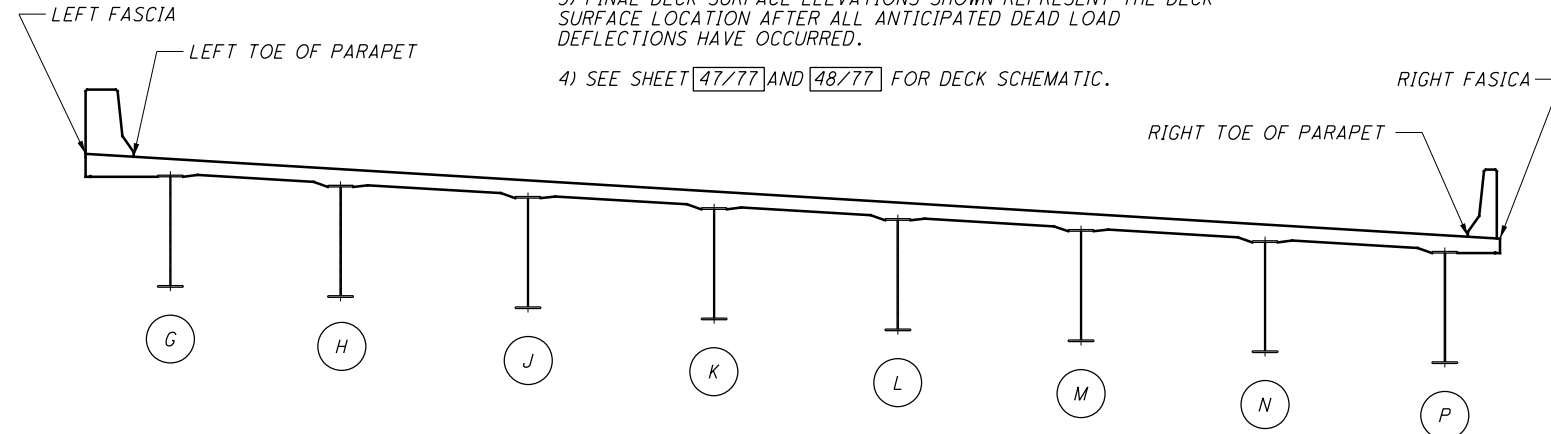 3) FINAL DECK SURFACE ELEVATIONS SHOWN REPRESENT THE DECK
SURFACE LOCATION AFTER ALL ANTICIPATED DEAD LOAD
DEFLECTIONS HAVE OCCURRED.
4) SEE SHEET 47/77 AND 48/77 FOR DECK SCHEMATIC.
LEFT FASCIA
LEFT TOE OF PARAPET
RIGHT FASICA
RIGHT TOE OF PARAPET
G
H
J
K
L
M
N
P